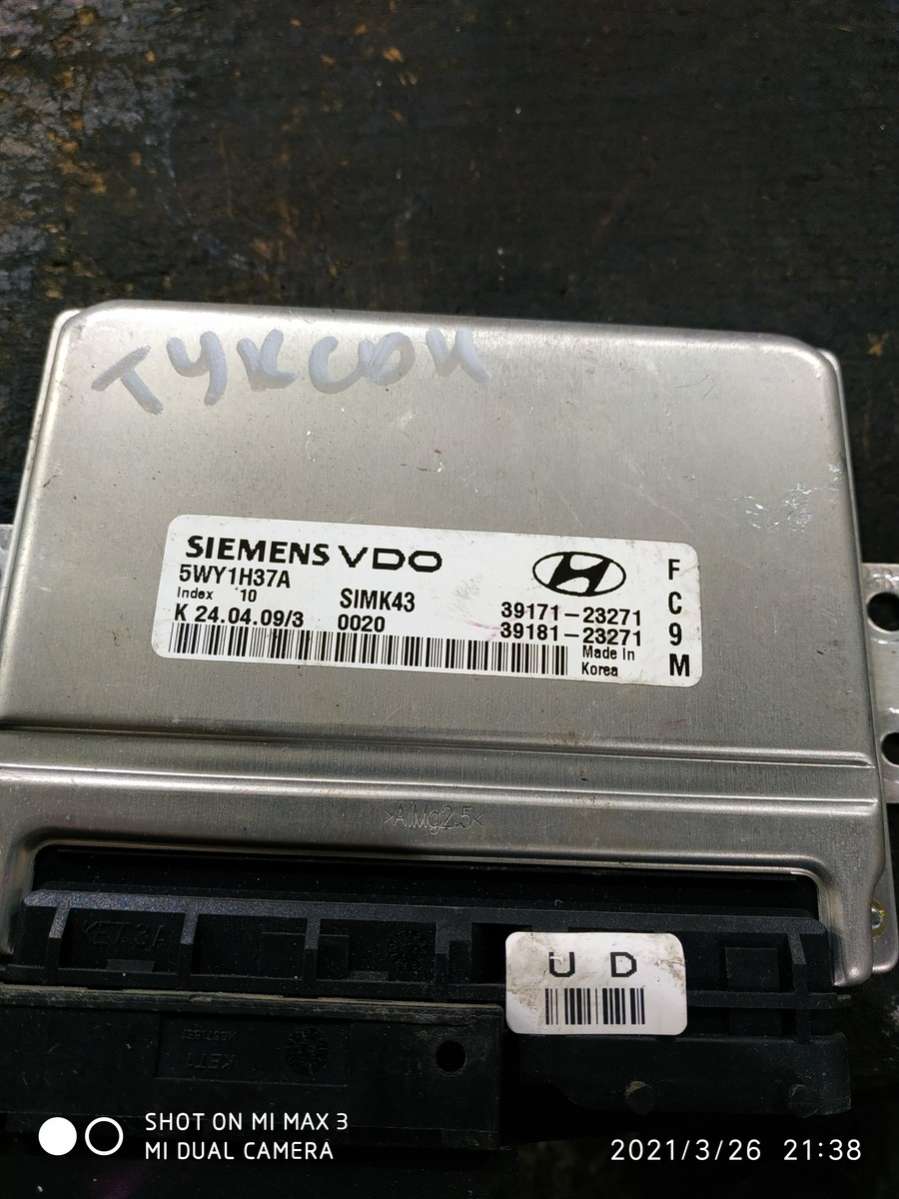 Туксон
SIEMENS VDO
5WY1H37A
Index 10
SIMK43
K 24.04.09/3
0020
39171-23271
39181-23271
Made In
Korea
F
C
9
M
>AlMg2.5<
U D
KET
SHOT ON MI MAX 3
MI DUAL CAMERA
2021/3/26 21:38